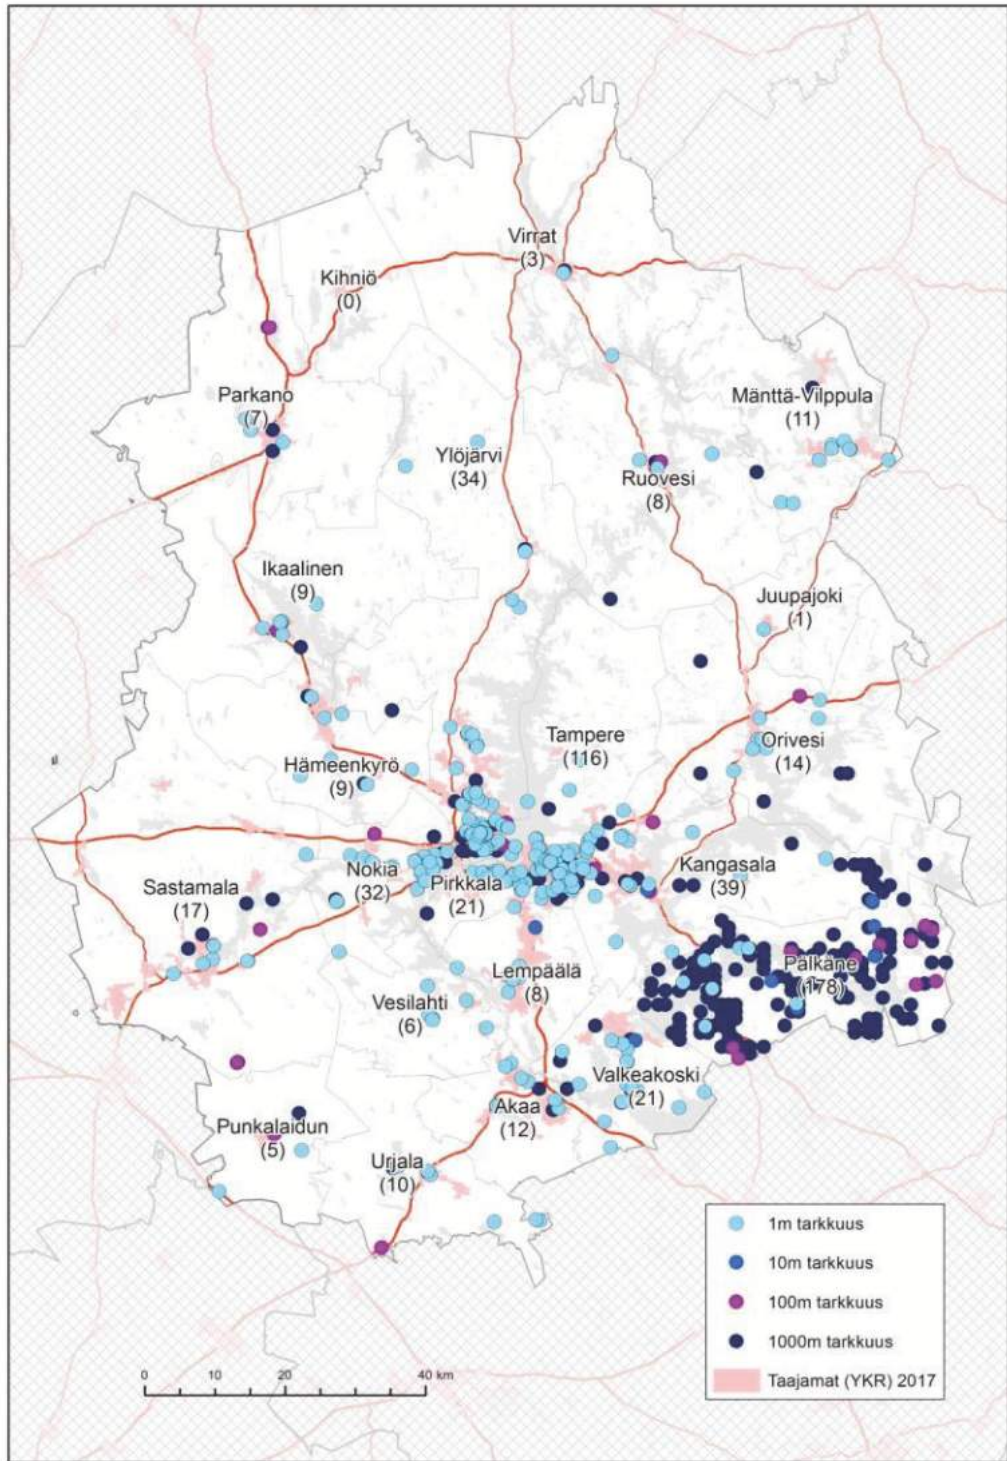 Virrat
(3)
Kihniö
(0)
Parkano
(7)
Mänttä-Vilppula
(11)
Ylöjärvi
(34)
Ruovesi
(8)
Ikaalinen
(9)
Juupajoki
(1)
Tampere
(116)
Orivesi
(14)
Hämeenkyrö
(9)
Nokia
(32)
Pirkkala
(21)
Kangasala
(39)
Sastamala
(17)
Lempäälä
(8)
Pälkäne
(178)
Vesilahti
(6)
Valkeakoski
(21)
Akaa
(12)
Punkalaidun
(5)
Urjala
(10)
1m tarkkuus
10m tarkkuus
100m tarkkuus
1000m tarkkuus
Taajamat (YKR) 2017
0 10 20 40 km